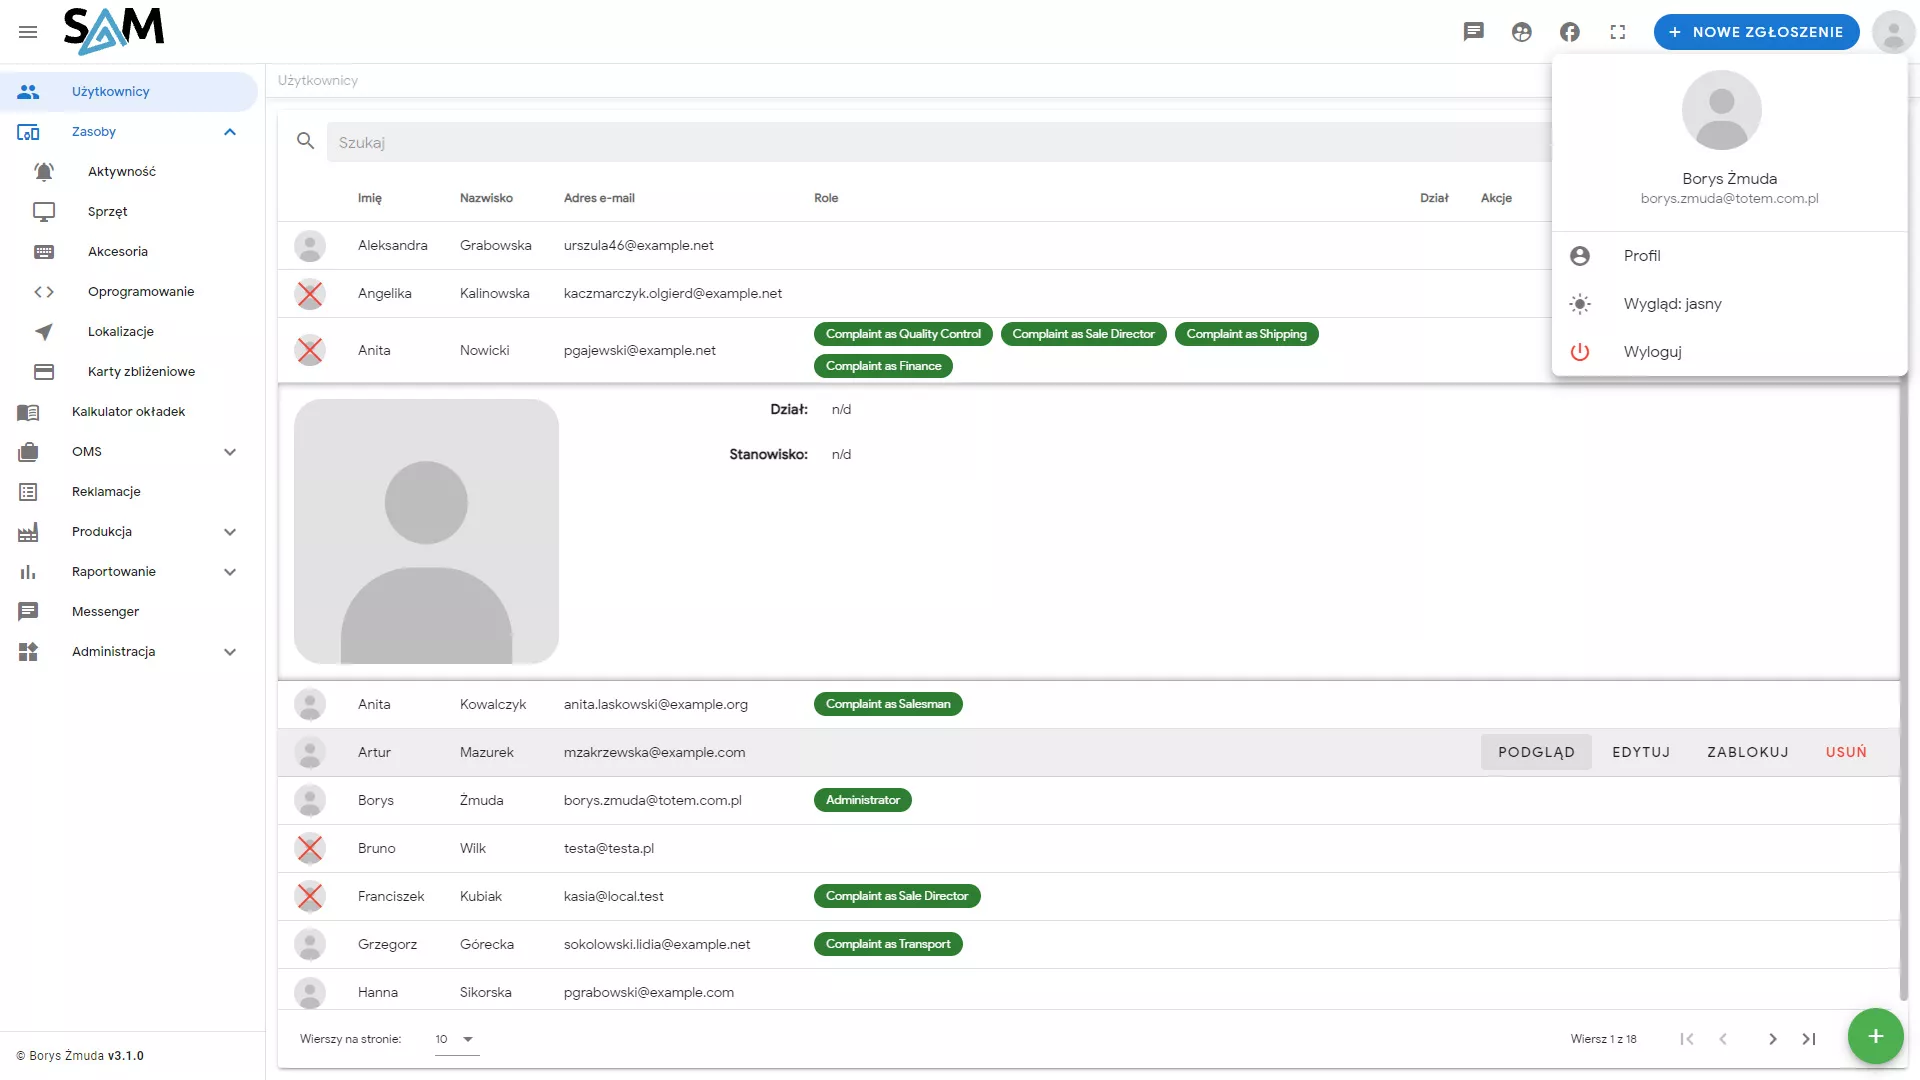 SAM
NOWE ZGŁOSZENIE
Użytkownicy
Zasoby
Aktywność
Sprzęt
Akcesoria
Oprogramowanie
Lokalizacje
Karty zbliżeniowe
Kalkulator okładek
OMS
Reklamacje
Produkcja
Raportowanie
Messenger
Administracja
© Borys Żmuda v3.1.0
Użytkownicy
Szukaj
Imię Nazwisko Adres e-mail Role Dział Akcje
Aleksandra Grabowska urszula46@example.net
Angelika Kalinowska kaczmarczyk.olgierd@example.net
Anita Nowicki pgajewski@example.net Complaint as Quality Control Complaint as Sale Director Complaint as Shipping
Complaint as Finance
Dział: n/d
Stanowisko: n/d
Anita Kowalczyk anita.laskowski@example.org Complaint as Salesman
Artur Mazurek mzakrzewska@example.com PODGLĄD EDYTUJ ZABLOKUJ USUŃ
Borys Żmuda borys.zmuda@totem.com.pl Administrator
Bruno Wilk testa@testa.pl
Franciszek Kubiak kasia@local.test Complaint as Sale Director
Grzegorz Górecka sokolowski.lidia@example.net Complaint as Transport
Hanna Sikorska pgrabowski@example.com
Wierszy na stronie: 10 Wiersz 1 z 18
Borys Żmuda
borys.zmuda@totem.com.pl
Profil
Wygląd: jasny
Wyloguj